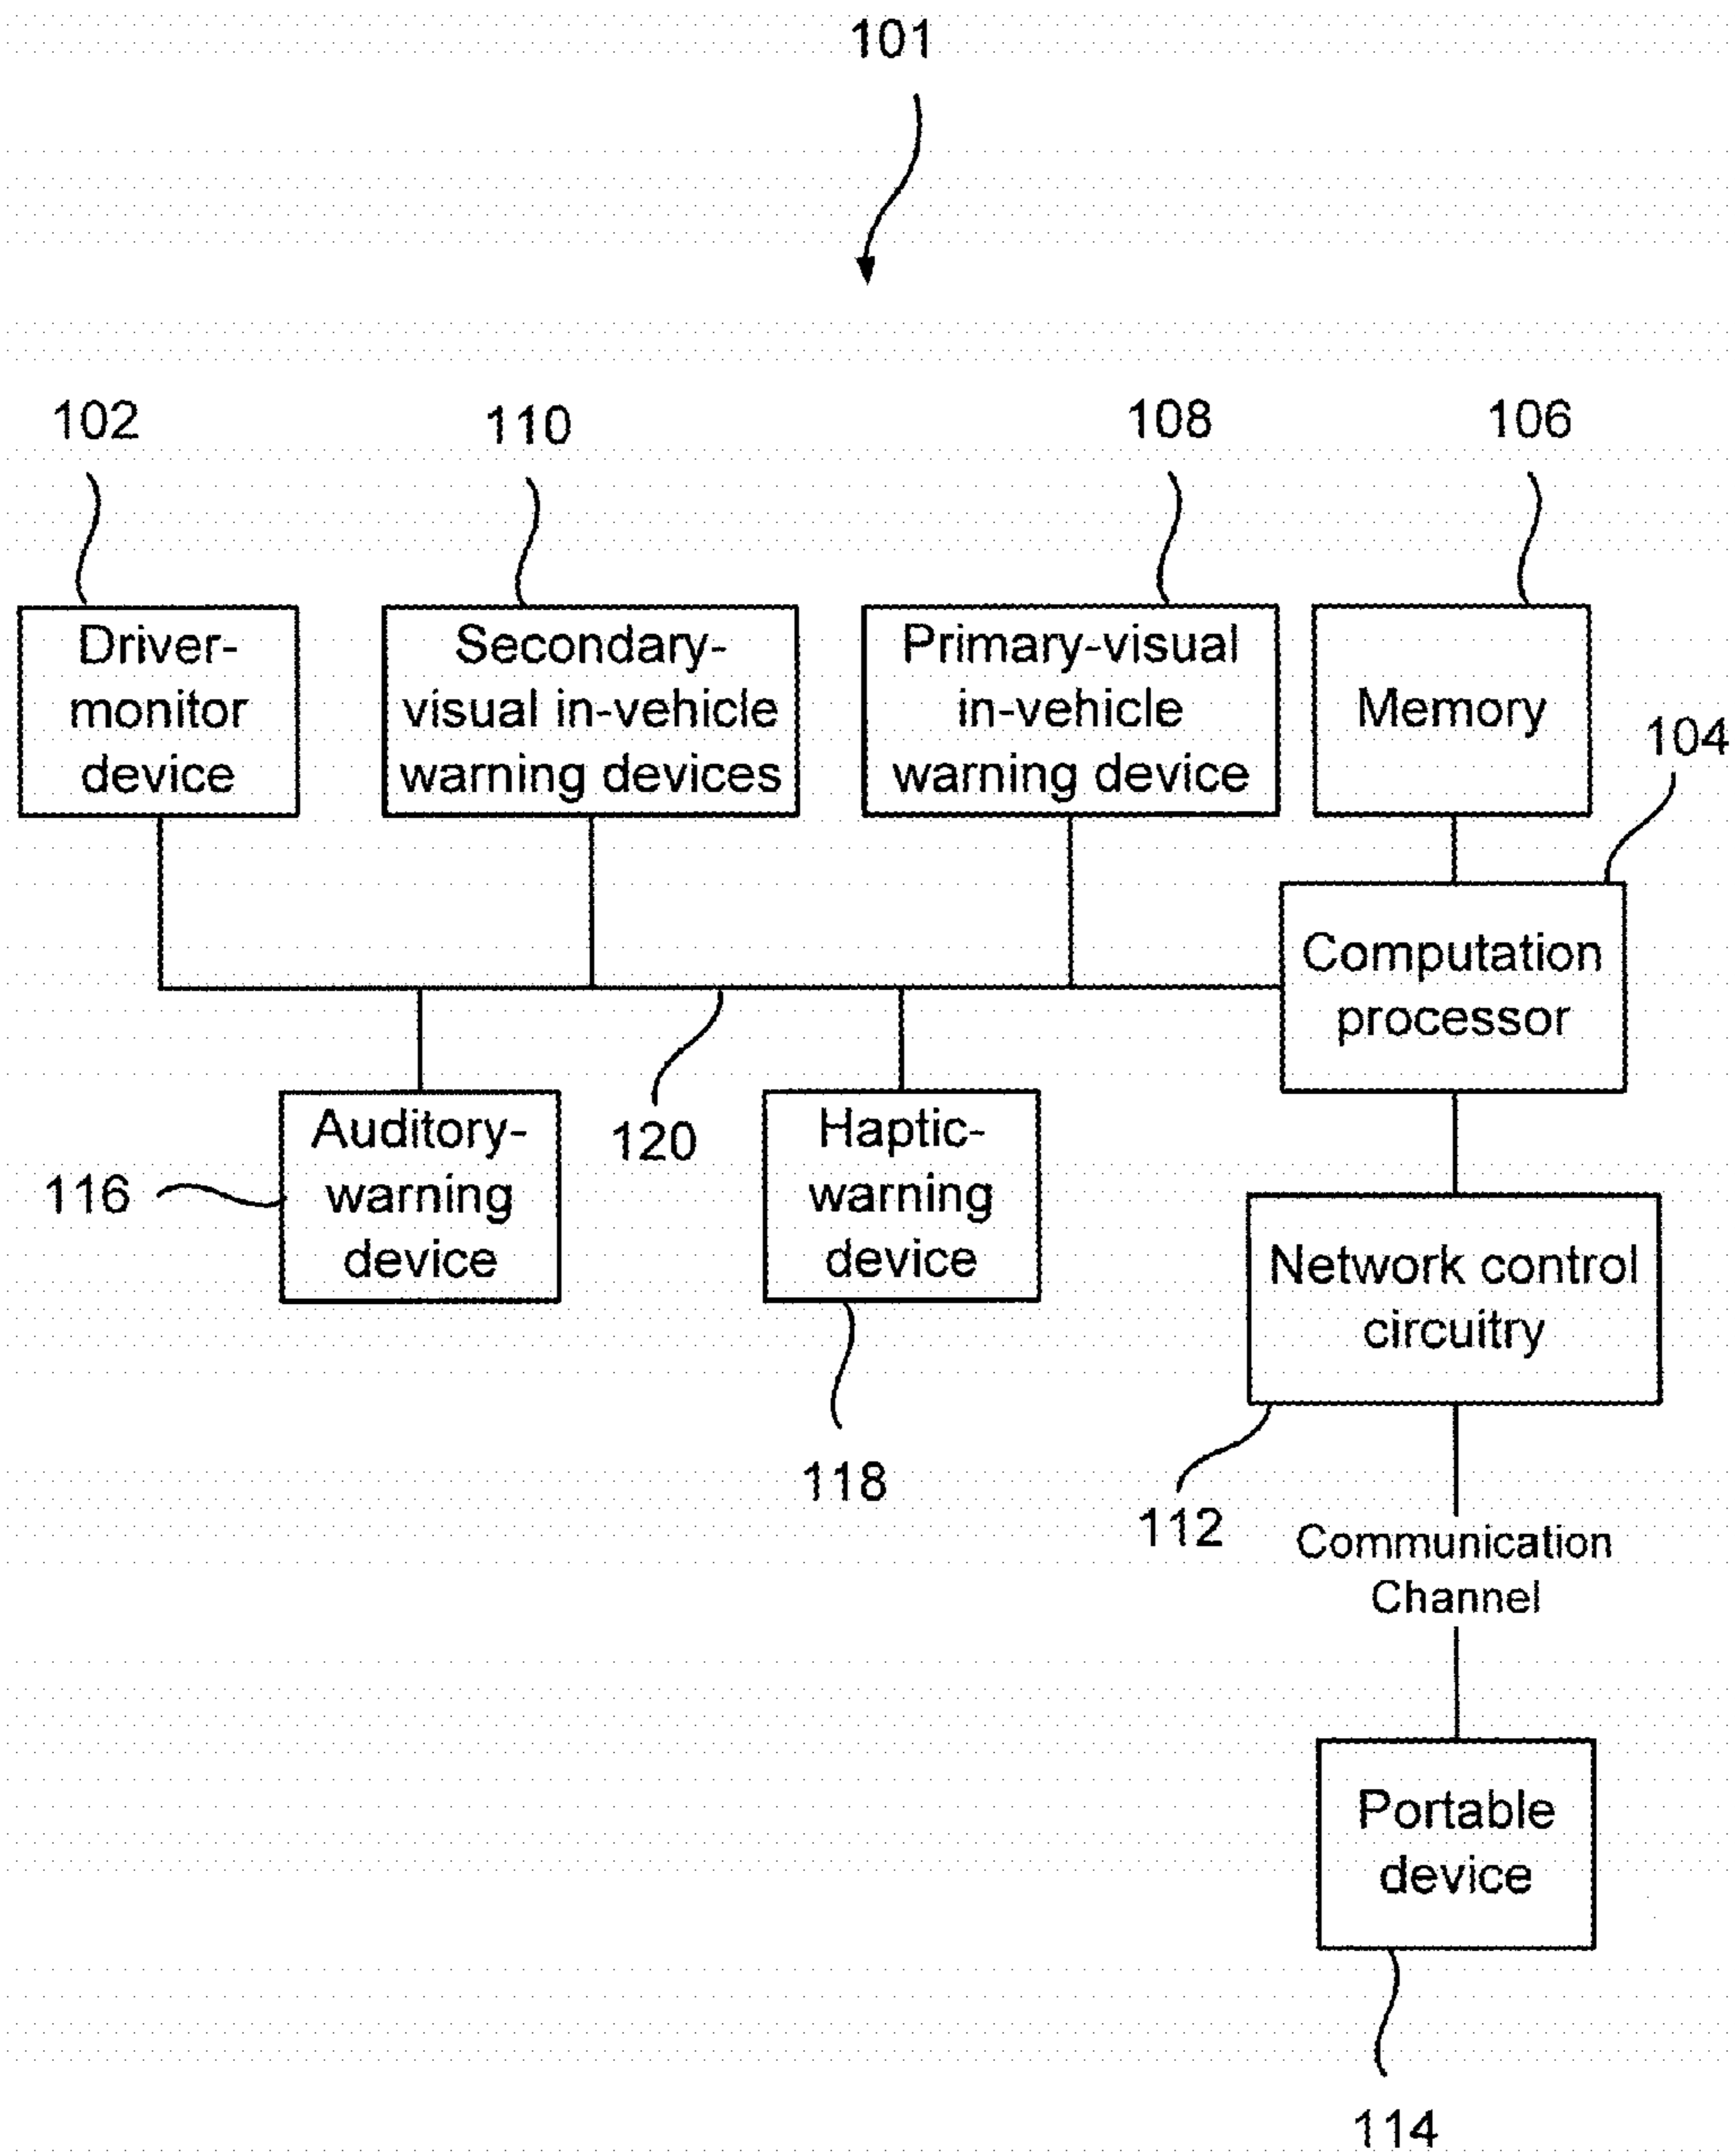 101
102
110
108
106
Driver-
monitor
device
Secondary-
visual in-vehicle
warning devices
Primary-visual
in-vehicle
warning device
Memory
104
Computation
processor
Auditory-
warning
device
116
120
Haptic-
warning
device
118
Network control
circuitry
112
Communication
Channel
Portable
device
114